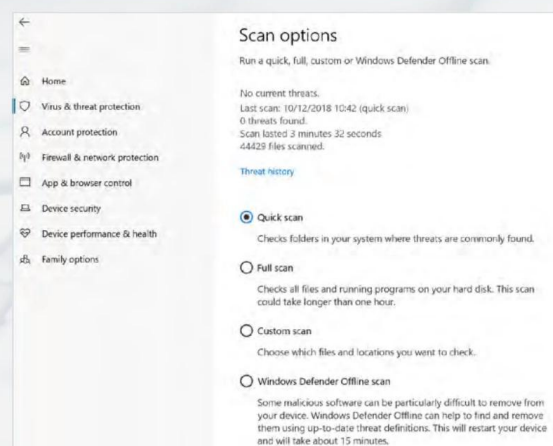 Home
Virus & threat protection
Account protection
Firewall & network protection
App & browser control
Device security
Device performance & health
Family options
Scan options
Run a quick, full, custom or Windows Defender Offline scan.
No current threats.
Last scan: 10/12/2018 10:42 (quick scan)
0 threats found.
Scan lasted 3 minutes 32 seconds
44429 files scanned.
Threat history
Quick scan
Checks folders in your system where threats are commonly found.
Full scan
Checks all files and running programs on your hard disk. This scan
could take longer than one hour.
Custom scan
Choose which files and locations you want to check.
Windows Defender Offline scan
Some malicious software can be particularly difficult to remove from
your device. Windows Defender Offline can help to find and remove
them using up-to-date threat definitions. This will restart your device
and will take about 15 minutes.